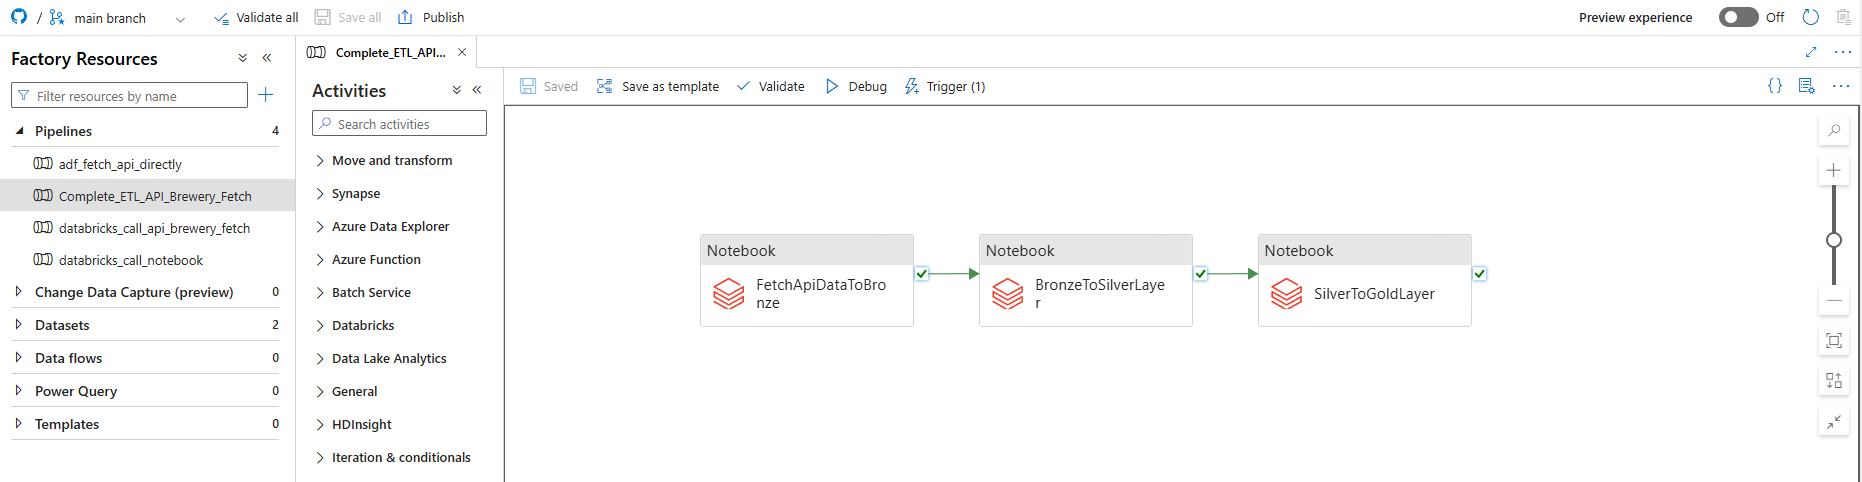 / main branch Validate all Save all Publish Preview experience Off
Factory Resources
Filter resources by name
Pipelines 4
adf_fetch_api_directly
Complete_ETL_API_Brewery_Fetch
databricks_call_api_brewery_fetch
databricks_call_notebook
Change Data Capture (preview) 0
Datasets 2
Data flows 0
Power Query 0
Templates 0
Complete_ETL_API...
Activities
Search activities
Move and transform
Synapse
Azure Data Explorer
Azure Function
Batch Service
Databricks
Data Lake Analytics
General
HDInsight
Iteration & conditionals
Saved Save as template Validate Debug Trigger (1) {}
Notebook
FetchApiDataToBro
nze
Notebook
BronzeToSilverLaye
r
Notebook
SilverToGoldLayer